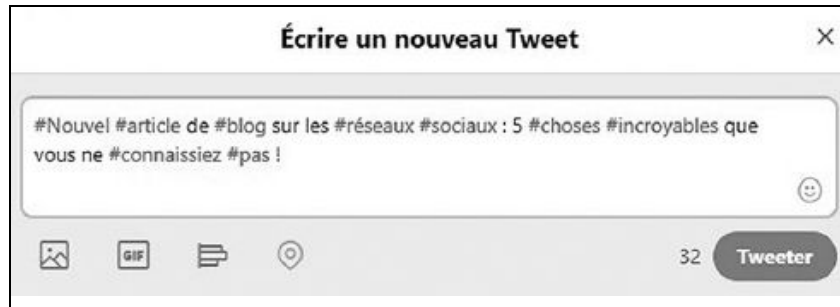 Écrire un nouveau Tweet ×
#Nouvel #article de #blog sur les #réseaux #sociaux : 5 #choses #incroyables que
vous ne #connaissiez #pas !
GIF 32 Tweeter